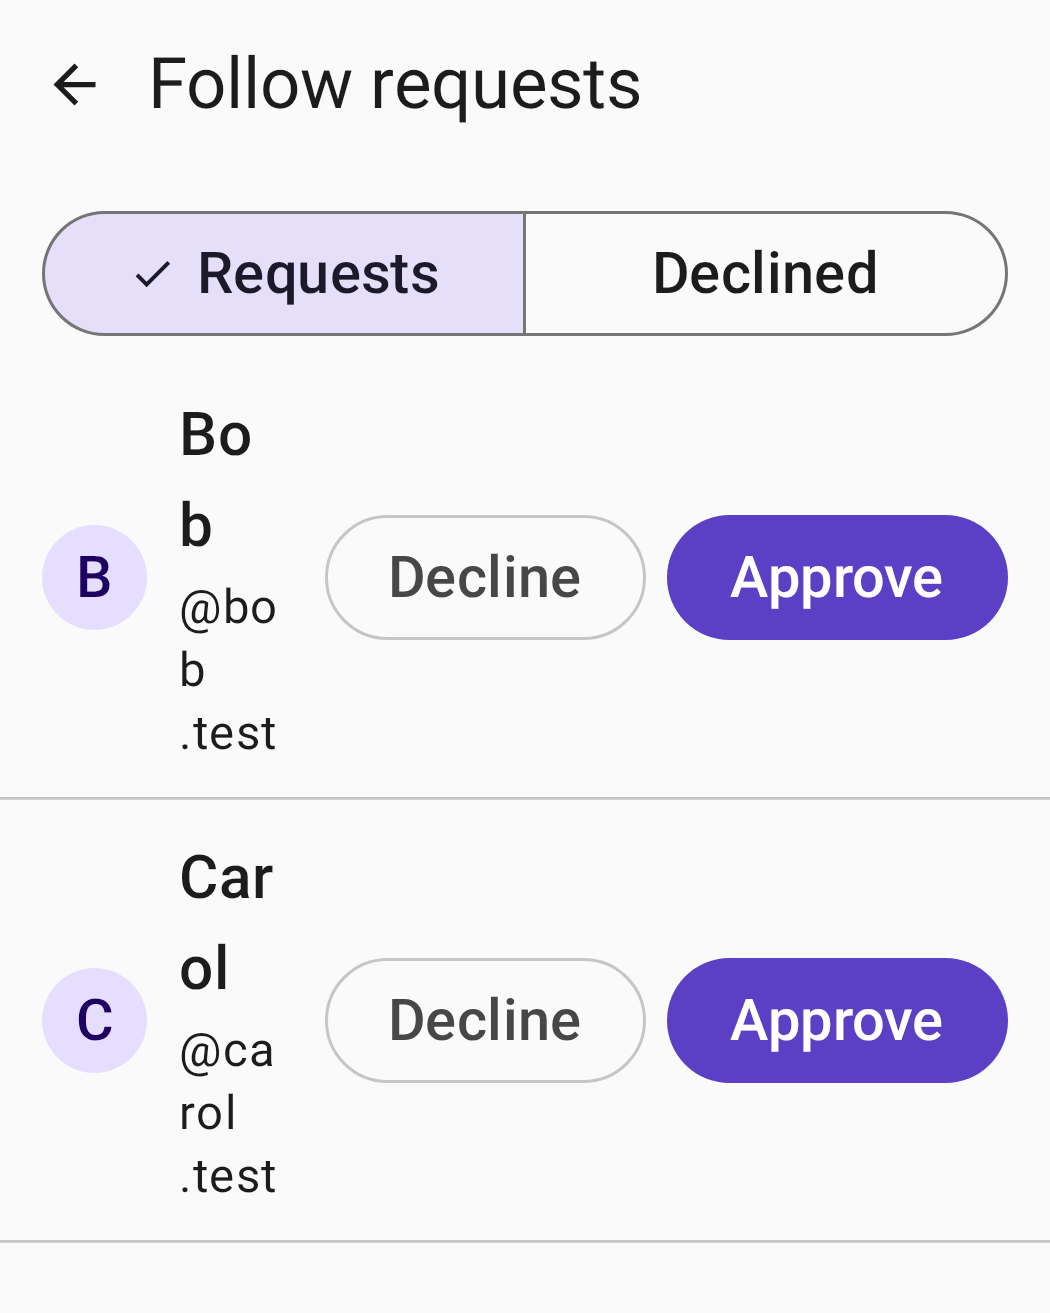 Follow requests
Requests
Declined
Bo
b
@bo
b
.test
B
Decline
Approve
Car
ol
@ca
rol
.test
C
Decline
Approve